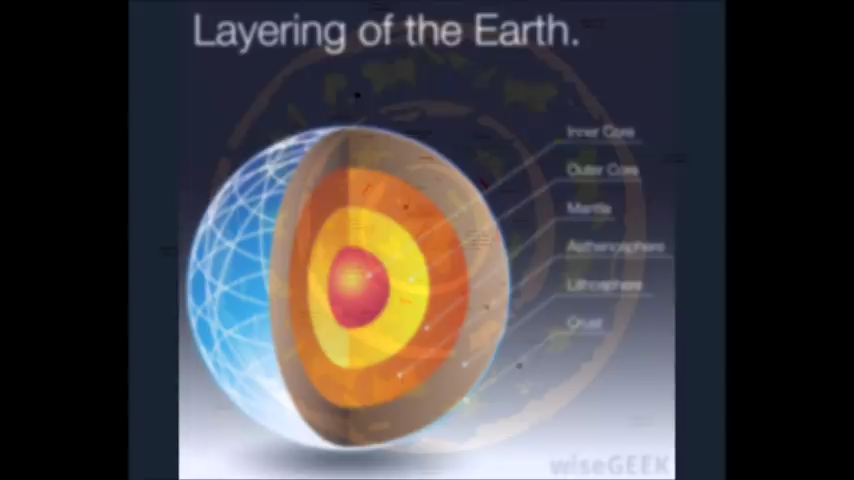 Layering of the Earth.
Inner Core
Outer Core
Mantle
Asthenosphere
Lithosphere
Crust
wiseGEEK